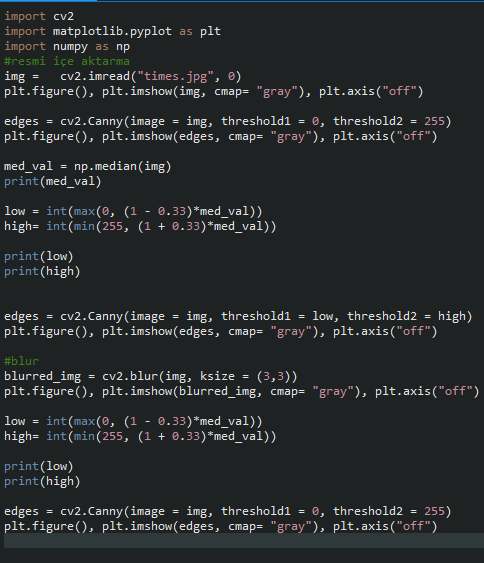 import cv2
import matplotlib.pyplot as plt
import numpy as np
#resmi içe aktarma
img =   cv2.imread("times.jpg", 0)
plt.figure(), plt.imshow(img, cmap= "gray"), plt.axis("off")
edges = cv2.Canny(image = img, threshold1 = 0, threshold2 = 255)
plt.figure(), plt.imshow(edges, cmap= "gray"), plt.axis("off")
med_val = np.median(img)
print(med_val)
low = int(max(0, (1 - 0.33)*med_val))
high= int(min(255, (1 + 0.33)*med_val))
print(low)
print(high)
edges = cv2.Canny(image = img, threshold1 = low, threshold2 = high)
plt.figure(), plt.imshow(edges, cmap= "gray"), plt.axis("off")
#blur
blurred_img = cv2.blur(img, ksize = (3,3))
plt.figure(), plt.imshow(blurred_img, cmap= "gray"), plt.axis("off")
low = int(max(0, (1 - 0.33)*med_val))
high= int(min(255, (1 + 0.33)*med_val))
print(low)
print(high)
edges = cv2.Canny(image = img, threshold1 = 0, threshold2 = 255)
plt.figure(), plt.imshow(edges, cmap= "gray"), plt.axis("off")